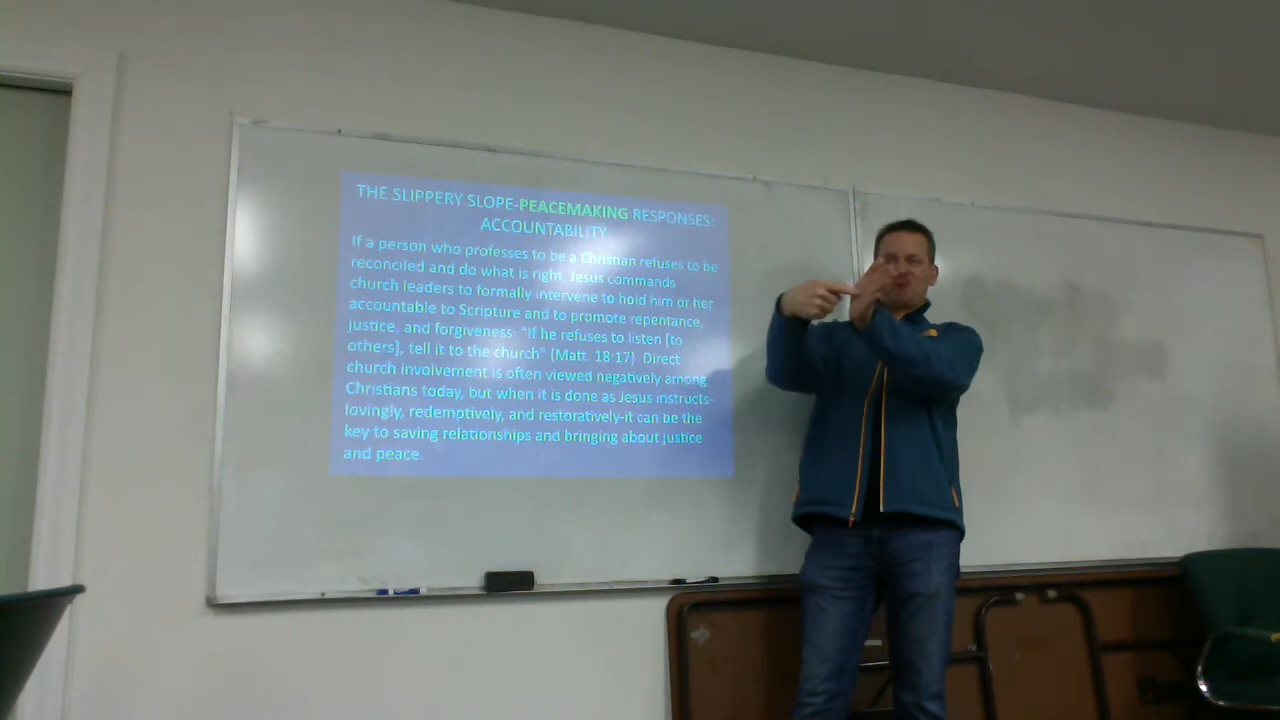 THE SLIPPERY SLOPE-PEACEMAKING RESPONSES:
ACCOUNTABILITY
If a person who professes to be a Christian refuses to be
reconciled and do what is right, Jesus commands
church leaders to formally intervene to hold him or her
accountable to Scripture and to promote repentance,
justice, and forgiveness: "If he refuses to listen [to
others], tell it to the church" (Matt. 18:17). Direct
church involvement is often viewed negatively among
Christians today, but when it is done as Jesus instructs-
lovingly, redemptively, and restoratively-it can be the
key to saving relationships and bringing about justice
and peace.